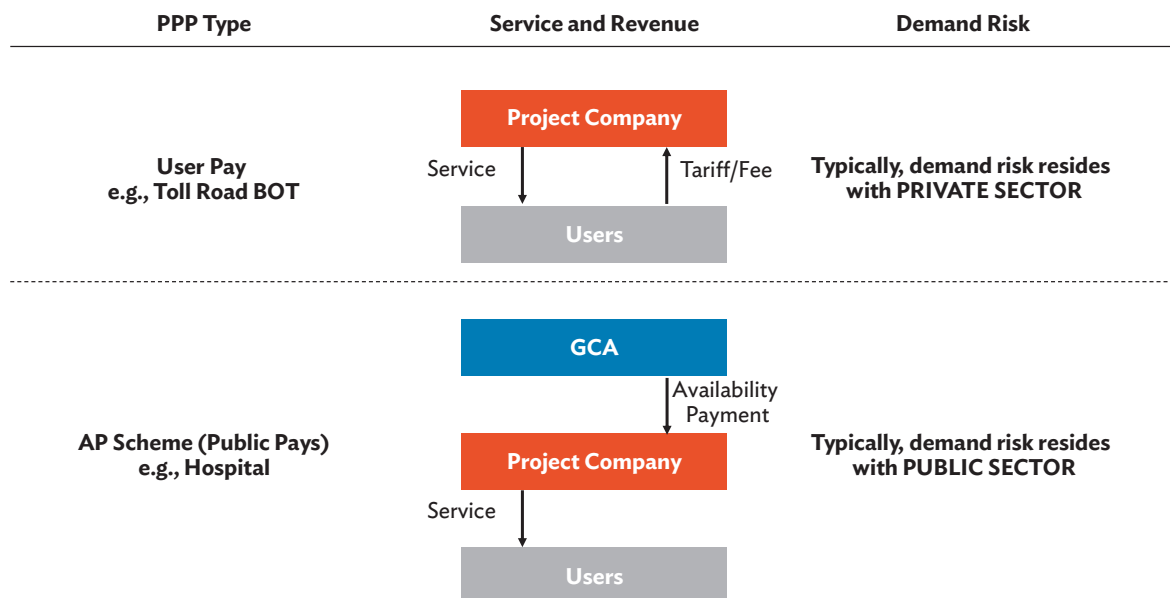 PPP Type
Service and Revenue
Demand Risk
User Pay
e.g., Toll Road BOT
Project Company
Service
Tariff/Fee
Users
Typically, demand risk resides
with PRIVATE SECTOR
AP Scheme (Public Pays)
e.g., Hospital
GCA
Availability
Payment
Project Company
Service
Users
Typically, demand risk resides
with PUBLIC SECTOR